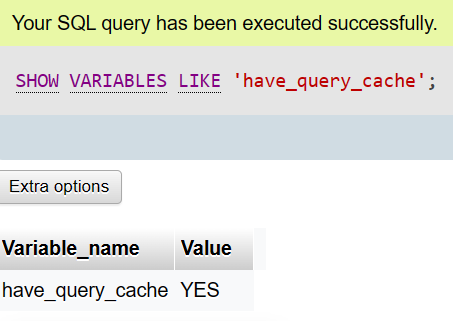 Your SQL query has been executed successfully.
SHOW VARIABLES LIKE 'have_query_cache';
Extra options
Variable_name Value
have_query_cache YES